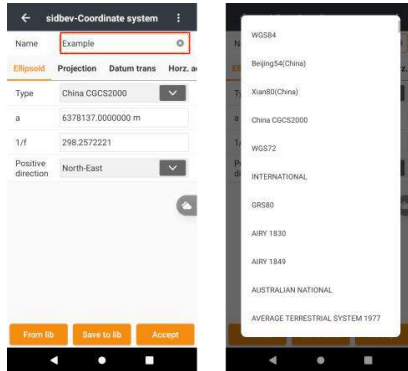 sidbev-Coordinate system
Name Example
Ellipsoid Projection Datum trans Horz. a
Type China CGCS2000
a 6378137.0000000 m
1/f 298.2572221
Positive direction North-East
From lib Save to lib Accept
WGS84
Beijing54(China)
Xian80(China)
China CGCS2000
WGS72
INTERNATIONAL
GRS80
AIRY 1830
AIRY 1849
AUSTRALIAN NATIONAL
AVERAGE TERRESTRIAL SYSTEM 1977